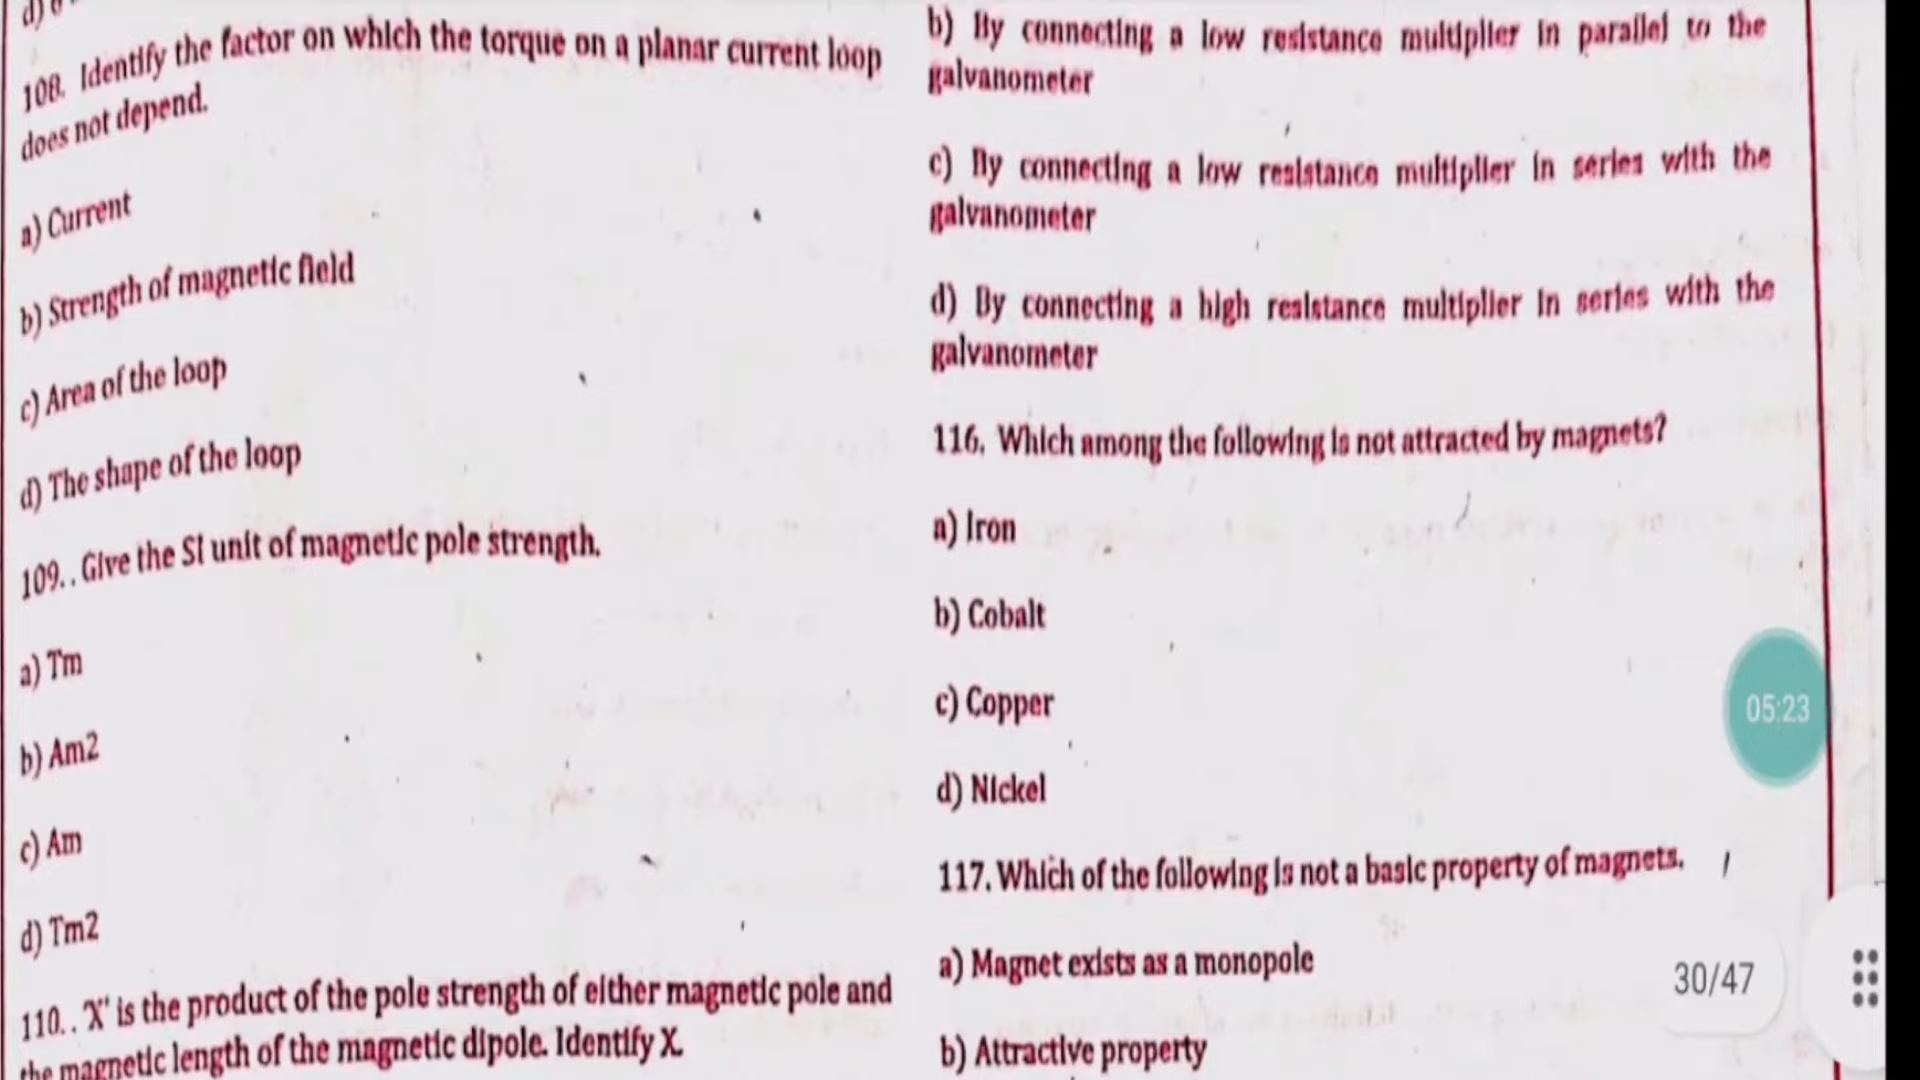 108. Identify the factor on which the torque on a planar current loop
does not depend.
a) Current
b) Strength of magnetic field
c) Area of the loop
d) The shape of the loop
109.. Give the SI unit of magnetic pole strength.
a) Tm
b) Am2
c) Am
d) Tm2
110.. 'X' is the product of the pole strength of either magnetic pole and
the magnetic length of the magnetic dipole. Identify X.
b) By connecting a low resistance multiplier in parallel to the
galvanometer
c) By connecting a low resistance multiplier in series with the
galvanometer
d) By connecting a high resistance multiplier in series with the
galvanometer
116. Which among the following is not attracted by magnets?
a) Iron
b) Cobalt
c) Copper
d) Nickel
117. Which of the following is not a basic property of magnets.
a) Magnet exists as a monopole
b) Attractive property
05:23
30/47